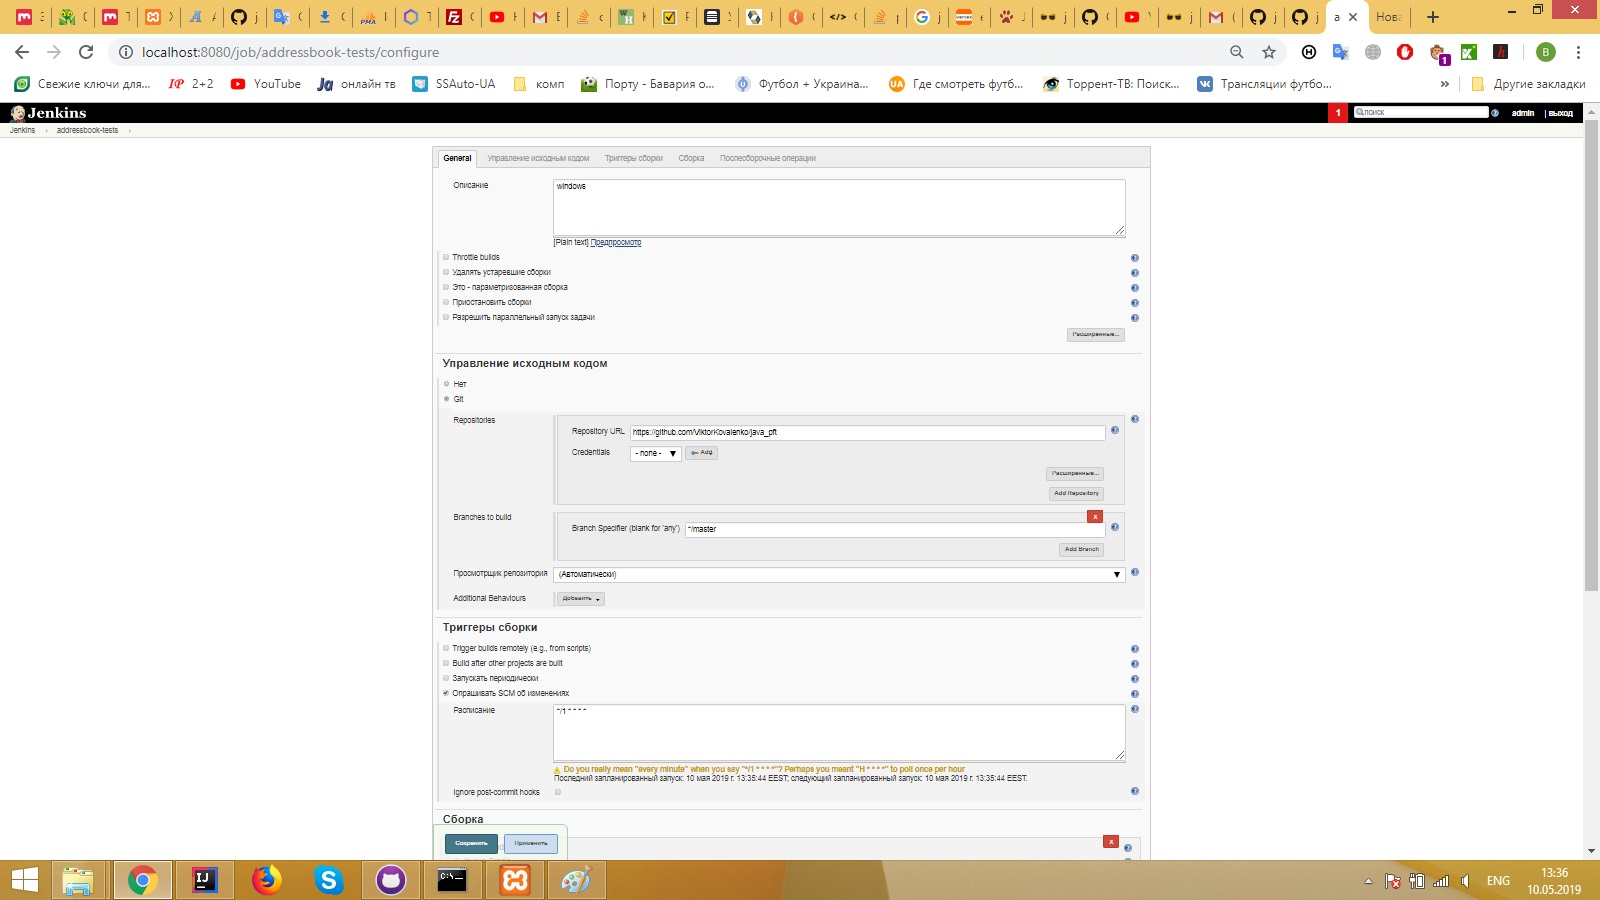 localhost:8080/job/addressbook-tests/configure
Нова
Свежие ключи для...
2+2
YouTube
онлайн тв
SSAuto-UA
комп
Порту - Бавария о...
Футбол + Украина...
Где смотреть футб...
Торрент-ТВ: Поиск...
Трансляции футбо...
»
Другие закладки
Jenkins
1
поиск
admin
| выход
Jenkins
addressbook-tests
General
Управление исходным кодом
Триггеры сборки
Сборка
Послесборочные операции
Описание
windows
[Plain text] Предпросмотр
Throttle builds
Удалять устаревшие сборки
Это - параметризованная сборка
Приостановить сборки
Разрешить параллельный запуск задачи
Расширенные...
Управление исходным кодом
Нет
Git
Repositories
Repository URL
https://github.com/ViktorKovalenko/java_pft
Credentials
- none -
Add
Расширенные...
Add Repository
Branches to build
X
Branch Specifier (blank for 'any')
*/master
Add Branch
Просмотрщик репозитория
(Автоматически)
Additional Behaviours
Добавить
Триггеры сборки
Trigger builds remotely (e.g., from scripts)
Build after other projects are built
Запускать периодически
Опрашивать SCM об изменениях
Расписание
*/1 * * * *
Do you really mean "every minute" when you say "*/1 * * * *"? Perhaps you meant "H * * * *" to poll once per hour
Последний запланированный запуск: 10 мая 2019 г. 13:35:44 EEST; следующий запланированный запуск: 10 мая 2019 г. 13:35:44 EEST.
Ignore post-commit hooks
Сборка
X
Сохранить
Применить
ENG
13:36
10.05.2019